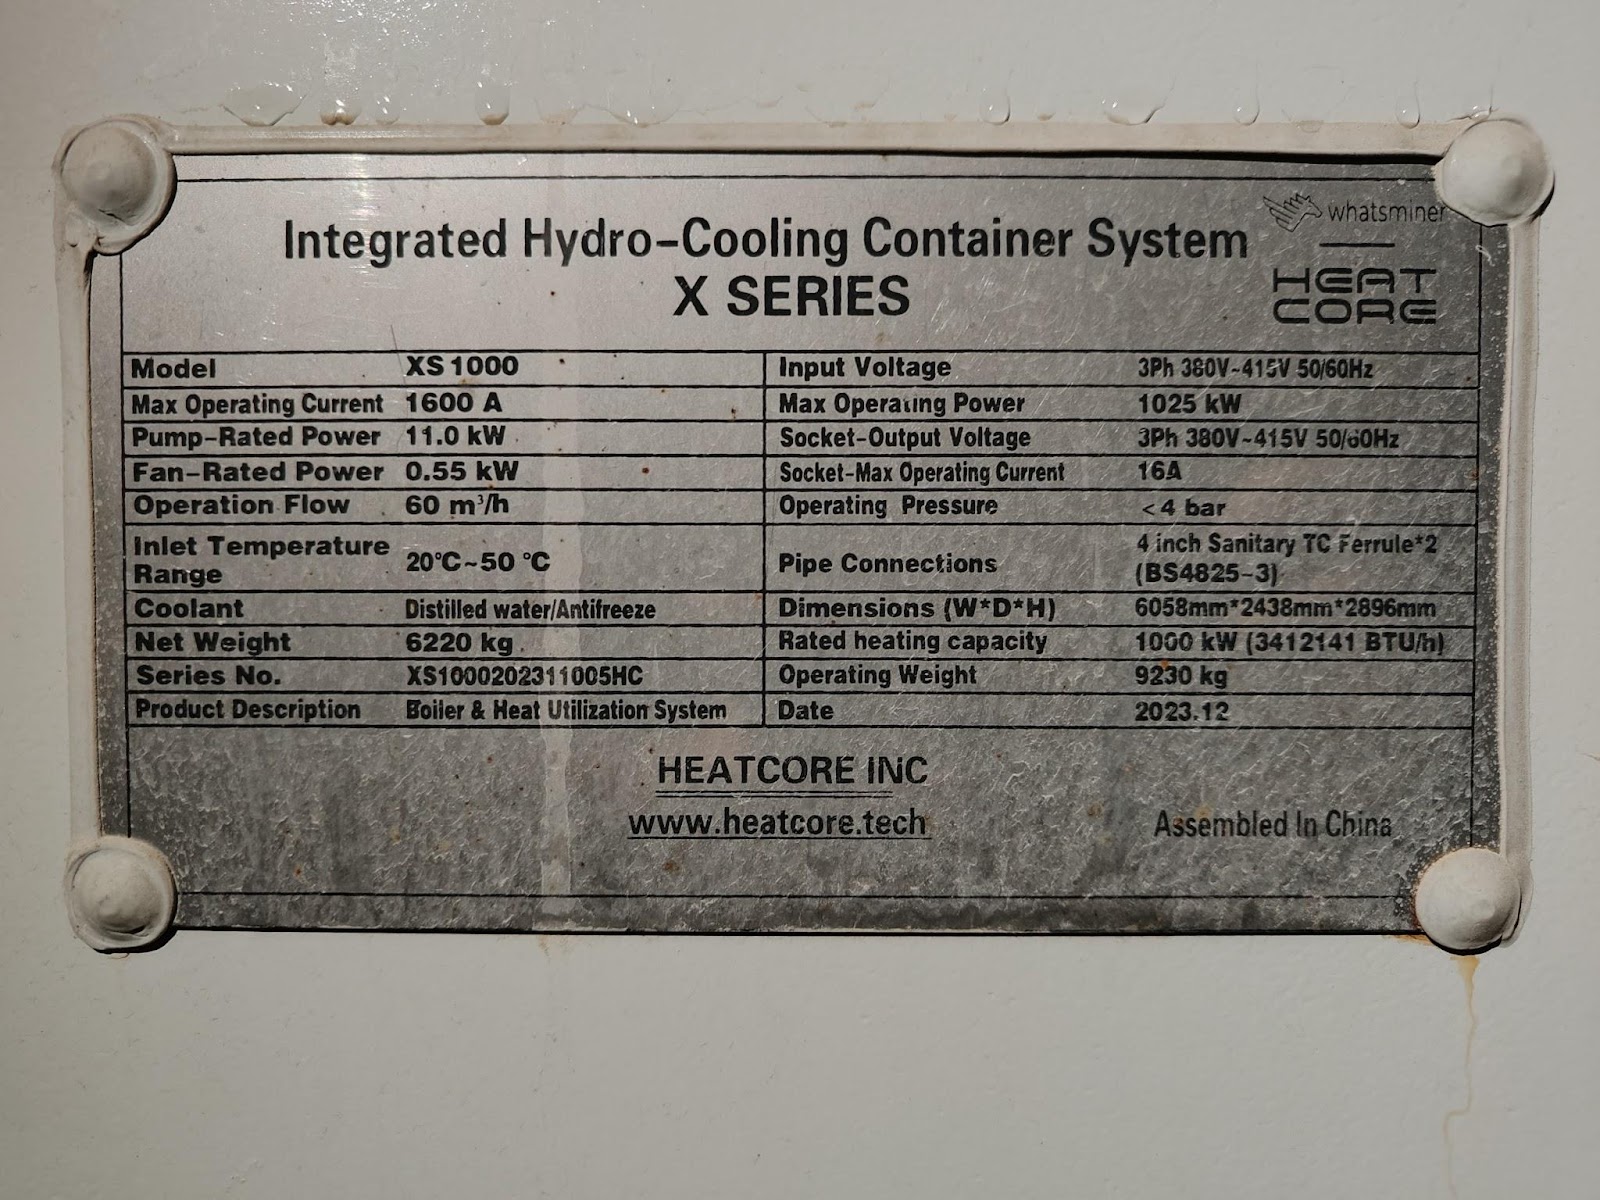 Integrated Hydro-Cooling Container System
X SERIES
whatsminer
HEAT
CORE
Model XS1000 Input Voltage 3Ph 380V~415V 50/60Hz
Max Operating Current 1600 A Max Operating Power 1025 kW
Pump-Rated Power 11.0 kW Socket-Output Voltage 3Ph 380V~415V 50/60Hz
Fan-Rated Power 0.55 kW Socket-Max Operating Current 16A
Operation Flow 60 m³/h Operating Pressure <4 bar
Inlet Temperature
Range 20°C~50 °C Pipe Connections 4 inch Sanitary TC Ferrule*2
(BS4825-3)
Coolant Distilled water/Antifreeze Dimensions (W*D*H) 6058mm*2438mm*2896mm
Net Weight 6220 kg Rated heating capacity 1000 kW (3412141 BTU/h)
Series No. XS1000202311005HC Operating Weight 9230 kg
Product Description Boiler & Heat Utilization System Date 2023.12
HEATCORE INC
www.heatcore.tech
Assembled In China